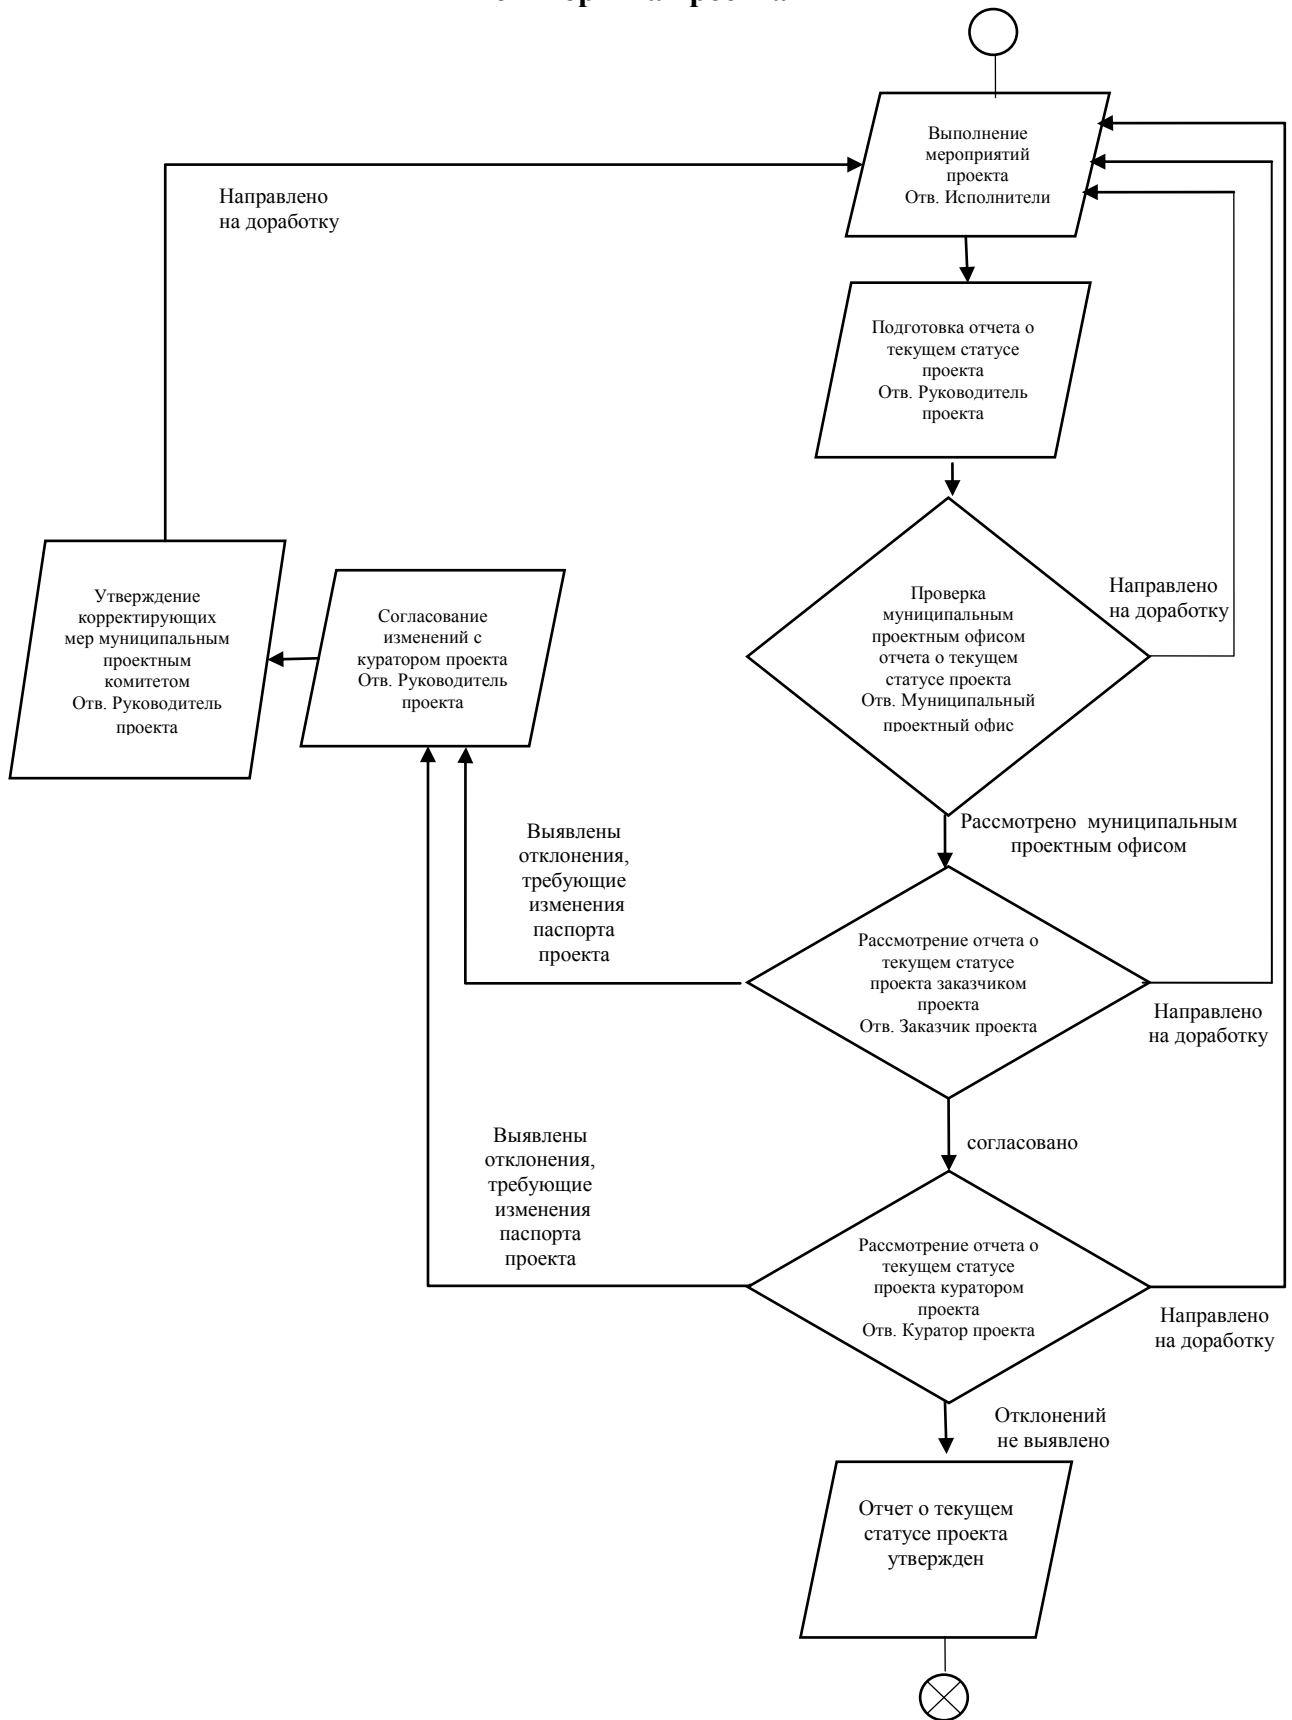 Выполнение
мероприятий
проекта
Отв. Исполнители
Направлено
на доработку
Подготовка отчета о
текущем статусе
проекта
Отв. Руководитель
проекта
Утверждение
корректирующих
мер муниципальным
проектным
комитетом
Отв. Руководитель
проекта
Согласование
изменений с
куратором проекта
Отв. Руководитель
проекта
Проверка
муниципальным
проектным офисом
отчета о текущем
статусе проекта
Отв. Муниципальный
проектный офис
Направлено
на доработку
Рассмотрено муниципальным
проектным офисом
Выявлены
отклонения,
требующие
изменения
паспорта
проекта
Рассмотрение отчета о
текущем статусе
проекта заказчиком
проекта
Отв. Заказчик проекта
Направлено
на доработку
согласовано
Выявлены
отклонения,
требующие
изменения
паспорта
проекта
Рассмотрение отчета о
текущем статусе
проекта куратором
проекта
Отв. Куратор проекта
Направлено
на доработку
Отклонений
не выявлено
Отчет о текущем
статусе проекта
утвержден